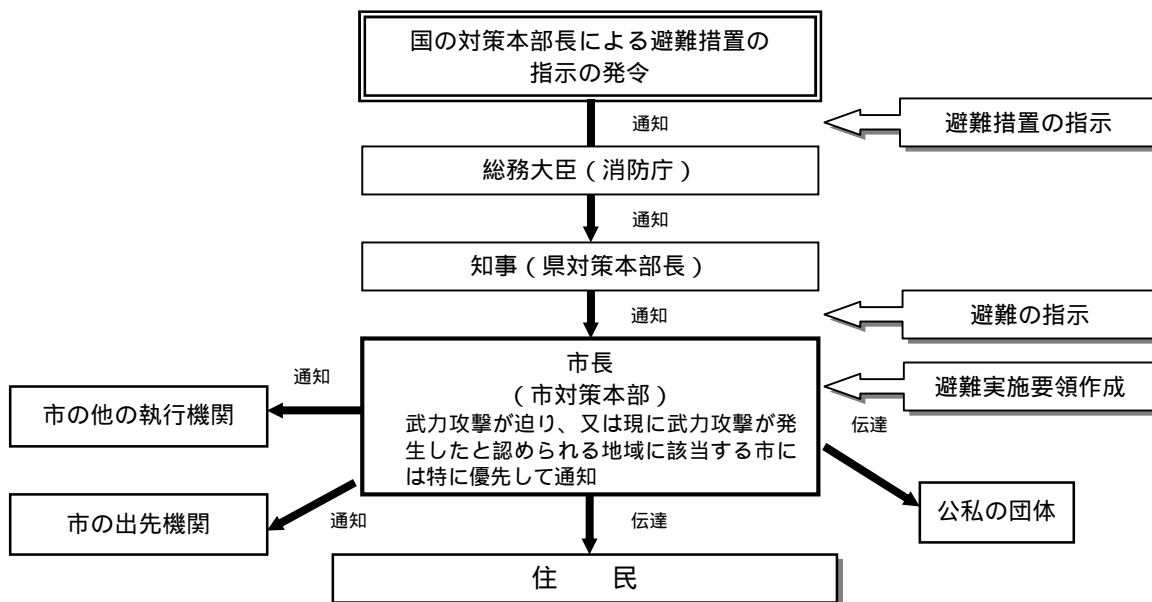 国の対策本部長による避難措置の
指示の発令
通知
避難措置の指示
総務大臣(消防庁)
通知
知事(県対策本部長)
通知
避難の指示
市長
(市対策本部)
武力攻撃が迫り、又は現に武力攻撃が発
生したと認められる地域に該当する市に
は特に優先して通知
避難実施要領作成
通知
市の他の執行機関
伝達
市の出先機関
通知
伝達
公私の団体
住 民